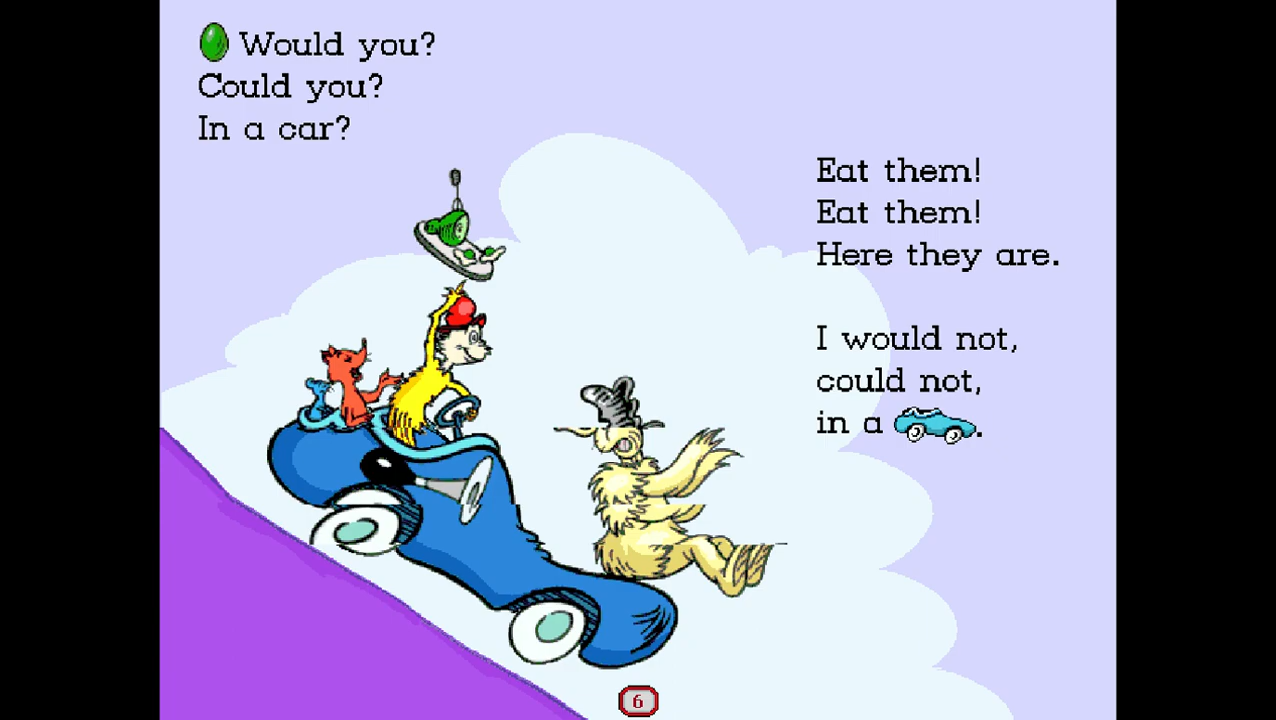 Would you?
Could you?
In a car?
Eat them!
Eat them!
Here they are.
I would not,
could not,
in a .
6